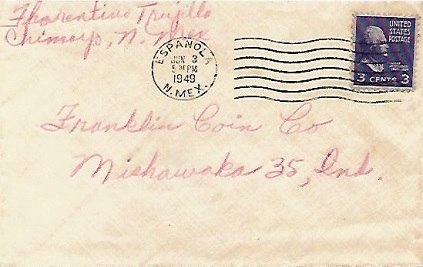 Florentino Trujillo
Chimayo, N. Mex
ESPANOLA
JUN 3
5 PM
1949
N. MEX.
UNITED STATES
POSTAGE
3 CENTS 3
Franklin Coin Co
Mishawaka 35, Ind.